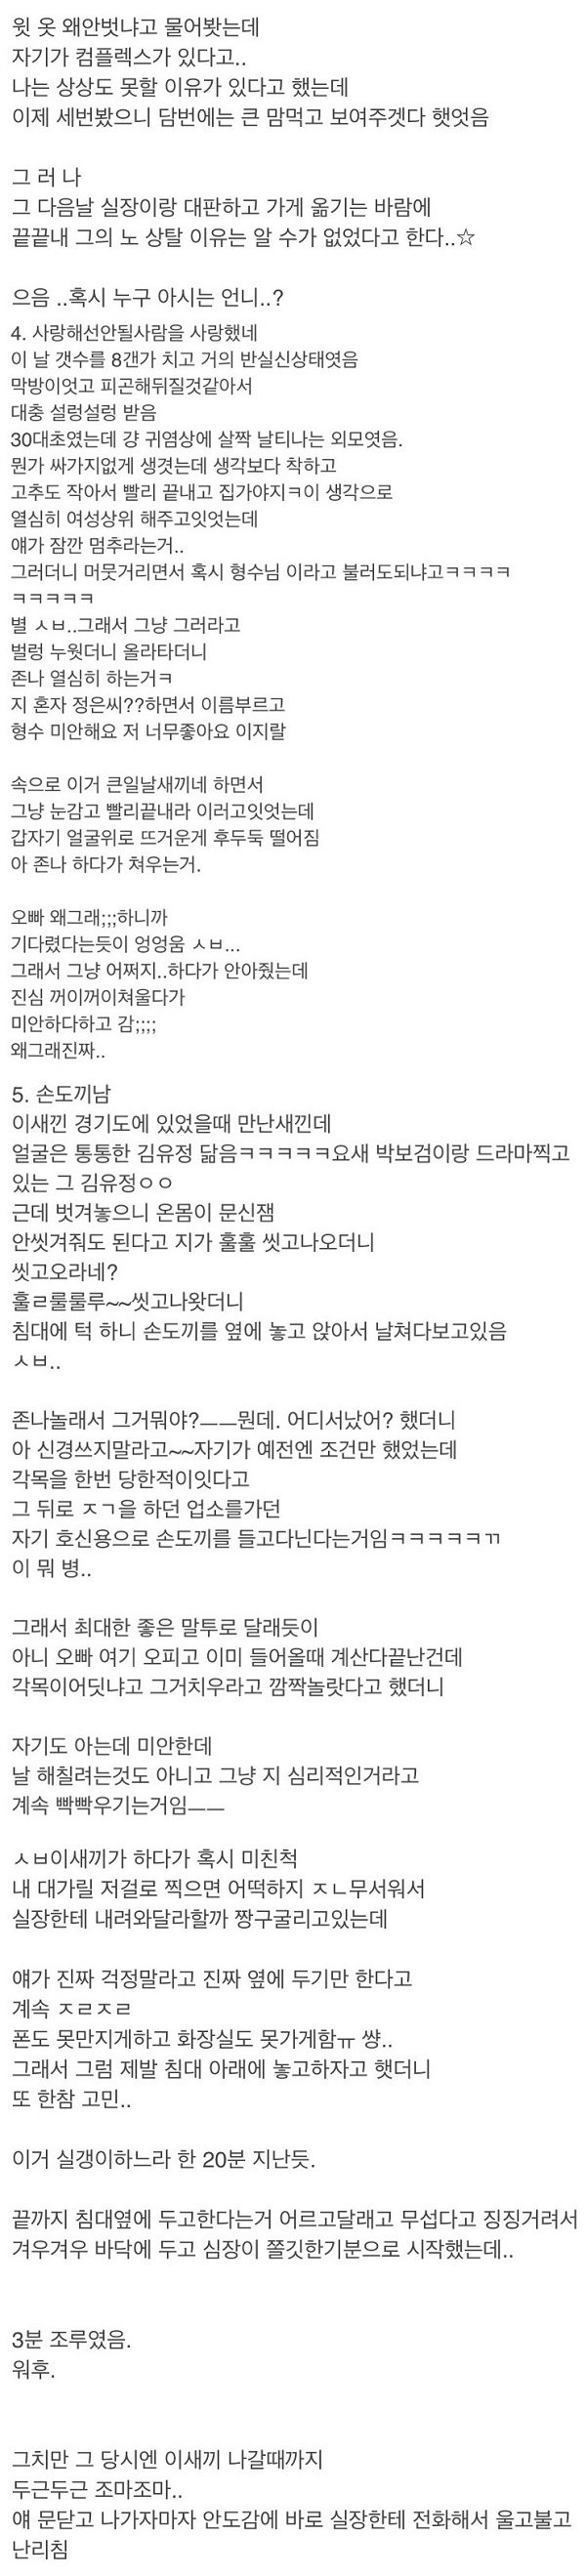 윗 옷 왜안벗냐고 물어봣는데
자기가 컴플렉스가 있다고..
나는 상상도 못할 이유가 있다고 했는데
이제 세번봤으니 담번에는 큰 맘먹고 보여주겟다 햇엇음
그 러 나
그 다음날 실장이랑 대판하고 가게 옮기는 바람에
끝끝내 그의 노 상탈 이유는 알 수가 없었다고 한다..☆
으음 ..혹시 누구 아시는 언니..?
4. 사랑해선안될사람을 사랑했네
이 날 갯수를 8갠가 치고 거의 반실신상태엿음
막방이엇고 피곤해뒤질것같아서
대충 설렁설렁 받음
30대초였는데 걍 귀염상에 살짝 날티나는 외모엿음.
뭔가 싸가지없게 생겻는데 생각보다 착하고
고추도 작아서 빨리 끝내고 집가야지ㅋ이 생각으로
열심히 여성상위 해주고잇엇는데
얘가 잠깐 멈추라는거..
그러더니 머뭇거리면서 혹시 형수님 이라고 불러도되냐고ㅋㅋㅋㅋ
ㅋㅋㅋㅋㅋ
별 ㅅㅂ..그래서 그냥 그러라고
벌렁 누웟더니 올라타더니
존나 열심히 하는거ㅋ
지 혼자 정은씨??하면서 이름부르고
형수 미안해요 저 너무좋아요 이지랄
속으로 이거 큰일날새끼네 하면서
그냥 눈감고 빨리끝내라 이러고잇엇는데
갑자기 얼굴위로 뜨거운게 후두둑 떨어짐
아 존나 하다가 쳐우는거.
오빠 왜그래;;;하니까
기다렸다는듯이 엉엉움 ㅅㅂ...
그래서 그냥 어쩌지..하다가 안아줬는데
진심 꺼이꺼이쳐울다가
미안하다하고 감;;;;
왜그래진짜..
5. 손도끼남
이새낀 경기도에 있었을때 만난새낀데
얼굴은 통통한 김유정 닮음ㅋㅋㅋㅋㅋ요새 박보검이랑 드라마찍고
있는 그 김유정ㅇㅇ
근데 벗겨놓으니 온몸이 문신잼
안씻겨줘도 된다고 지가 훌훌 씻고나오더니
씻고오라네?
훌ㄹ룰룰루~~씻고나왓더니
침대에 턱 하니 손도끼를 옆에 놓고 앉아서 날쳐다보고있음
ㅅㅂ..
존나놀래서 그거뭐야?ㅡㅡ뭔데. 어디서났어? 했더니
아 신경쓰지말라고~~자기가 예전엔 조건만 했었는데
각목을 한번 당한적이잇다고
그 뒤로 ㅈㄱ을 하던 업소를가던
자기 호신용으로 손도끼를 들고다닌다는거임ㅋㅋㅋㅋㅋㄲ
이 뭐 병..
그래서 최대한 좋은 말투로 달래듯이
아니 오빠 여기 오피고 이미 들어올때 계산다끝난건데
각목이어딧냐고 그거치우라고 깜짝놀랏다고 했더니
자기도 아는데 미안한데
날 해칠려는것도 아니고 그냥 지 심리적인거라고
계속 빡빡우기는거임ㅡㅡ
ㅅㅂ이새끼가 하다가 혹시 미친척
내 대가릴 저걸로 찍으면 어떡하지 ㅈㄴ무서워서
실장한테 내려와달라할까 짱구굴리고있는데
얘가 진짜 걱정말라고 진짜 옆에 두기만 한다고
계속 ㅈㄹㅈㄹ
폰도 못만지게하고 화장실도 못가게함ㅠ 썅..
그래서 그럼 제발 침대 아래에 놓고하자고 햇더니
또 한참 고민..
이거 실갱이하느라 한 20분 지난듯.
끝까지 침대옆에 두고한다는거 어르고달래고 무섭다고 징징거려서
겨우겨우 바닥에 두고 심장이 쫄깃한기분으로 시작했는데..
3분 조루였음.
워후.
그치만 그 당시엔 이새끼 나갈때까지
두근두근 조마조마..
얘 문닫고 나가자마자 안도감에 바로 실장한테 전화해서 울고불고
난리침